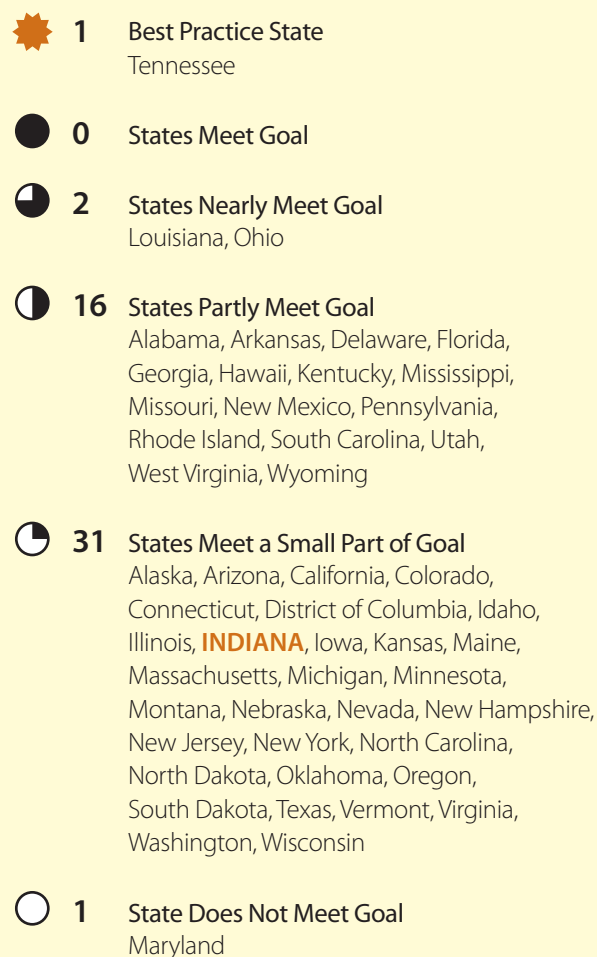 1 Best Practice State
Tennessee
0 States Meet Goal
2 States Nearly Meet Goal
Louisiana, Ohio
16 States Partly Meet Goal
Alabama, Arkansas, Delaware, Florida,
Georgia, Hawaii, Kentucky, Mississippi,
Missouri, New Mexico, Pennsylvania,
Rhode Island, South Carolina, Utah,
West Virginia, Wyoming
31 States Meet a Small Part of Goal
Alaska, Arizona, California, Colorado,
Connecticut, District of Columbia, Idaho,
Illinois, INDIANA, Iowa, Kansas, Maine,
Massachusetts, Michigan, Minnesota,
Montana, Nebraska, Nevada, New Hampshire,
New Jersey, New York, North Carolina,
North Dakota, Oklahoma, Oregon,
South Dakota, Texas, Vermont, Virginia,
Washington, Wisconsin
1 State Does Not Meet Goal
Maryland